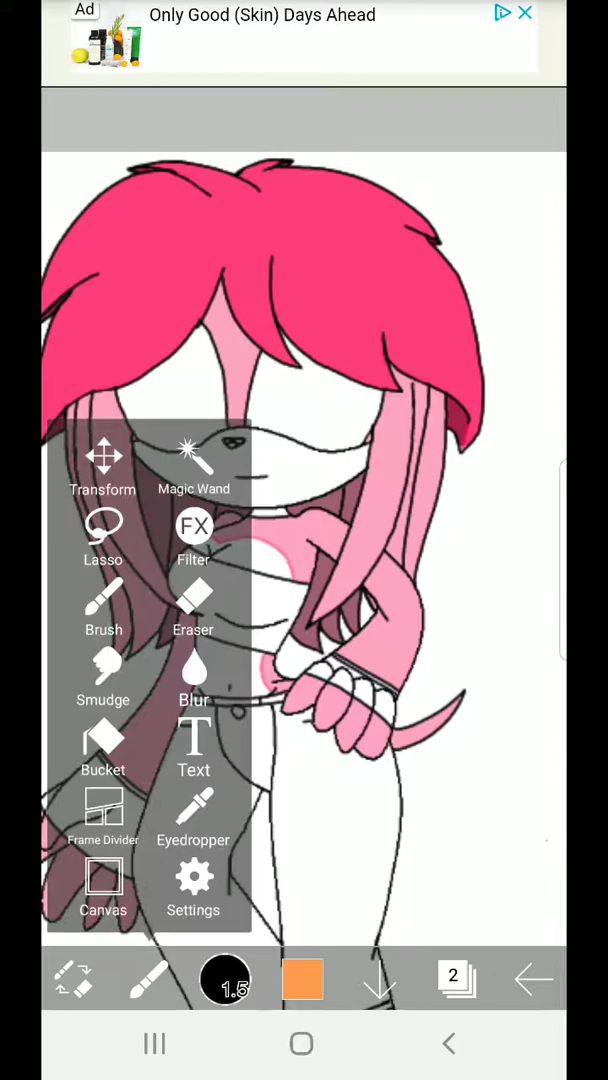 Ad
Only Good (Skin) Days Ahead
Transform
Magic Wand
Lasso
FX
Filter
Brush
Eraser
Smudge
Blur
Bucket
T
Text
Frame Divider
Eyedropper
Canvas
Settings
1.5
2